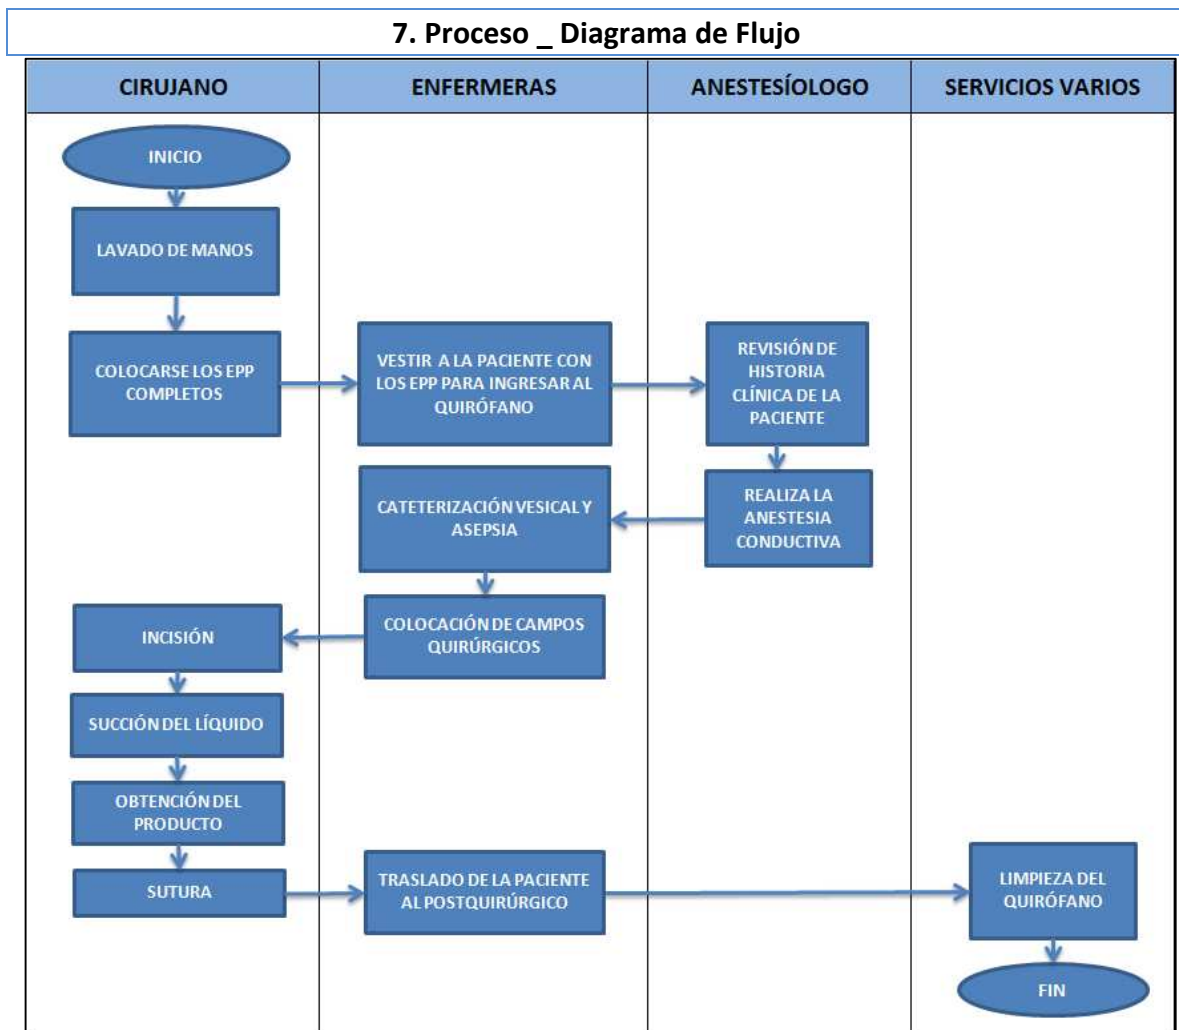 7. Proceso _ Diagrama de Flujo
CIRUJANO
ENFERMERAS
ANESTESÍOLOGO
SERVICIOS VARIOS
INICIO
LAVADO DE MANOS
COLOCARSE LOS EPP
COMPLETOS
VESTIR A LA PACIENTE CON
LOS EPP PARA INGRESAR AL
QUIRÓFANO
REVISIÓN DE
HISTORIA
CLÍNICA DE LA
PACIENTE
REALIZA LA
ANESTESIA
CONDUCTIVA
CATETERIZACIÓN VESICAL Y
ASEPSIA
COLOCACIÓN DE CAMPOS
QUIRÚRGICOS
INCISIÓN
SUCCIÓN DEL LÍQUIDO
OBTENCIÓN DEL
PRODUCTO
SUTURA
TRASLADO DE LA PACIENTE
AL POSTQUIRÚRGICO
LIMPIEZA DEL
QUIRÓFANO
FIN